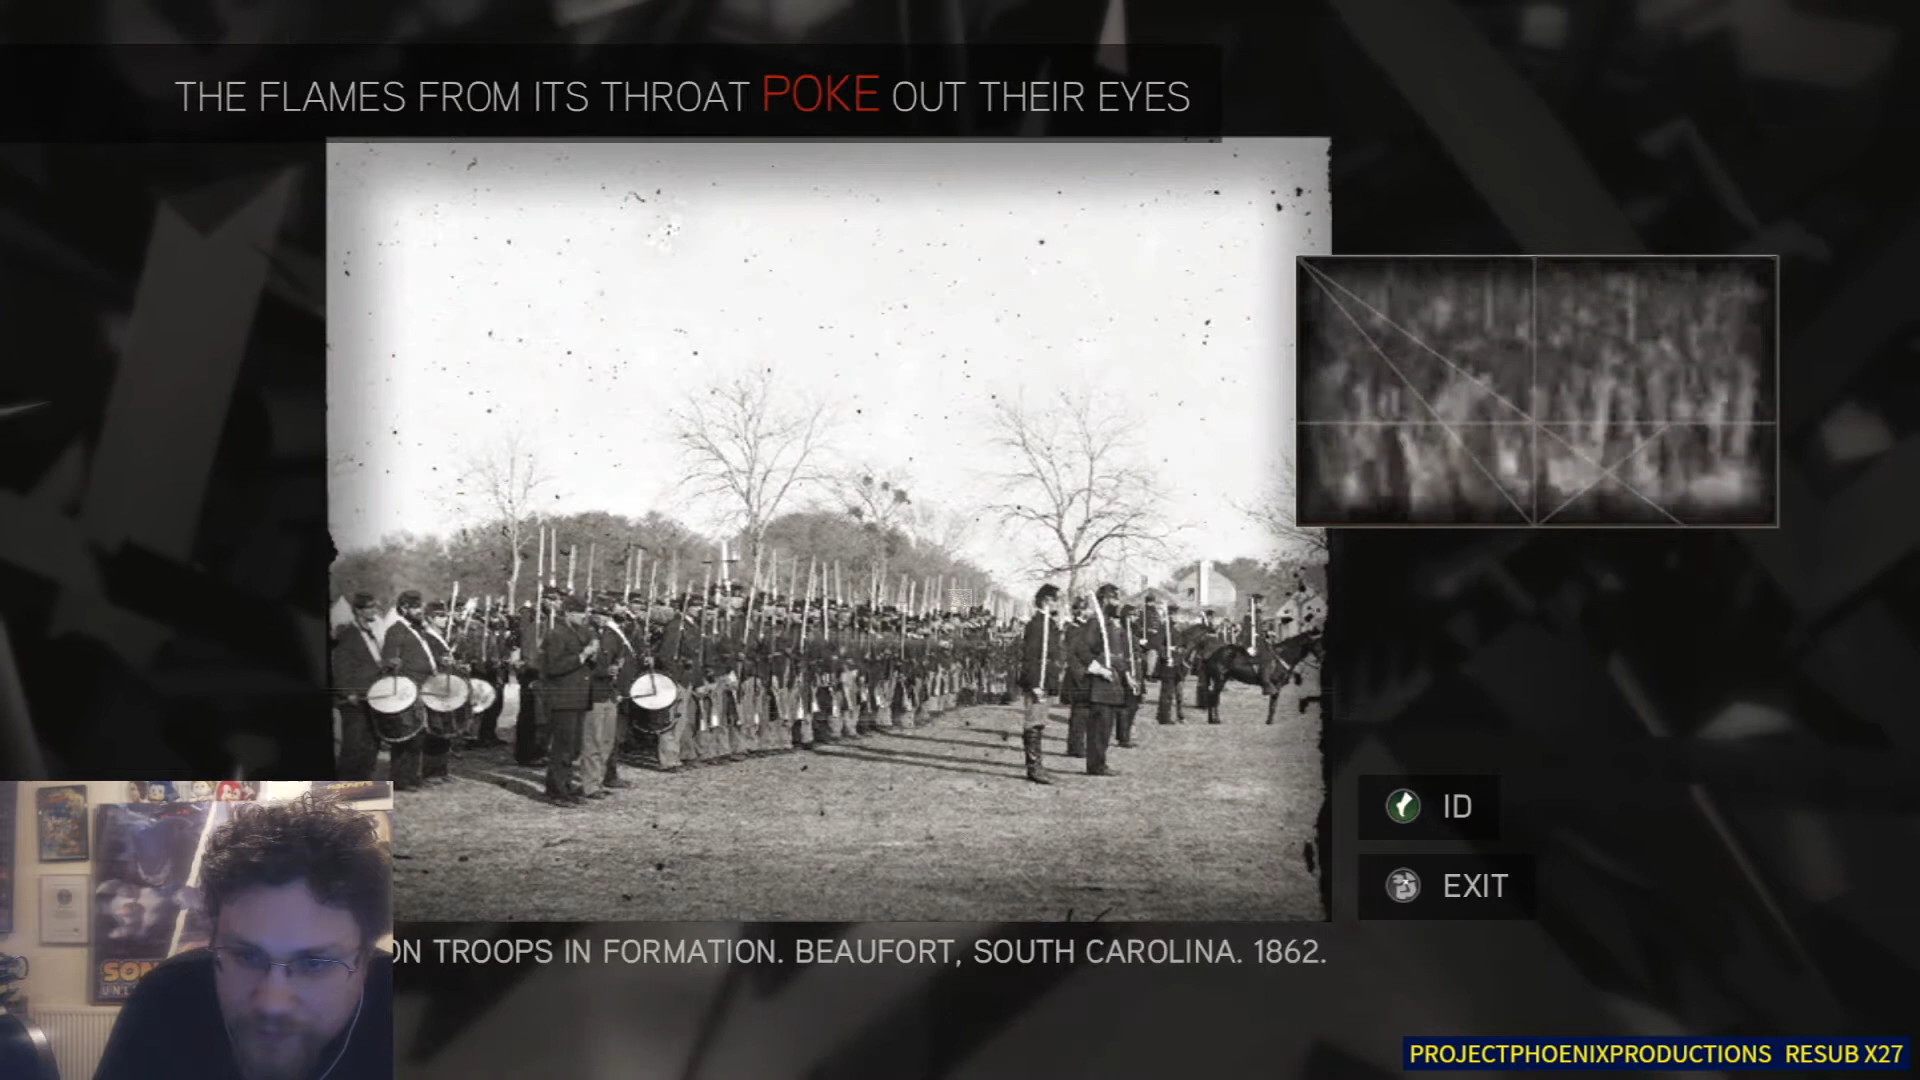 THE FLAMES FROM ITS THROAT POKE OUT THEIR EYES
ID
EXIT
ON TROOPS IN FORMATION. BEAUFORT, SOUTH CAROLINA. 1862.
SON
PROJECTPHOENIXPRODUCTIONS RESUB X27